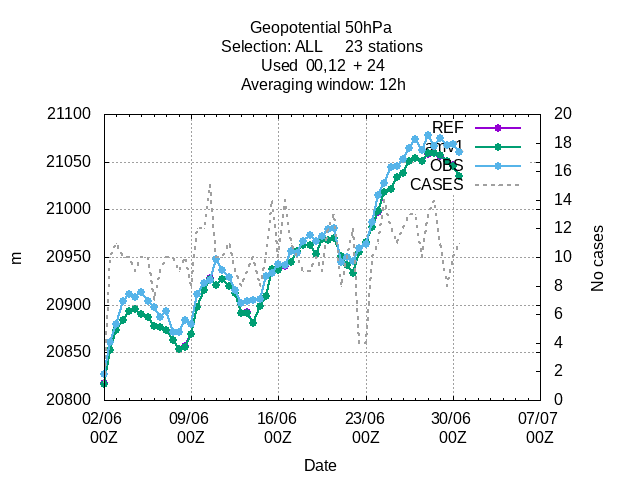 Geopotential 50hPa
Selection: ALL 23 stations
Used 00,12 + 24
Averaging window: 12h
21100
21050
21000
20950
20900
20850
20800
m
20
18
16
14
12
10
8
6
4
2
0
No cases
REF
amv1
OBS
CASES
02/06 09/06 16/06 23/06 30/06 07/07
00Z 00Z 00Z 00Z 00Z 00Z
Date